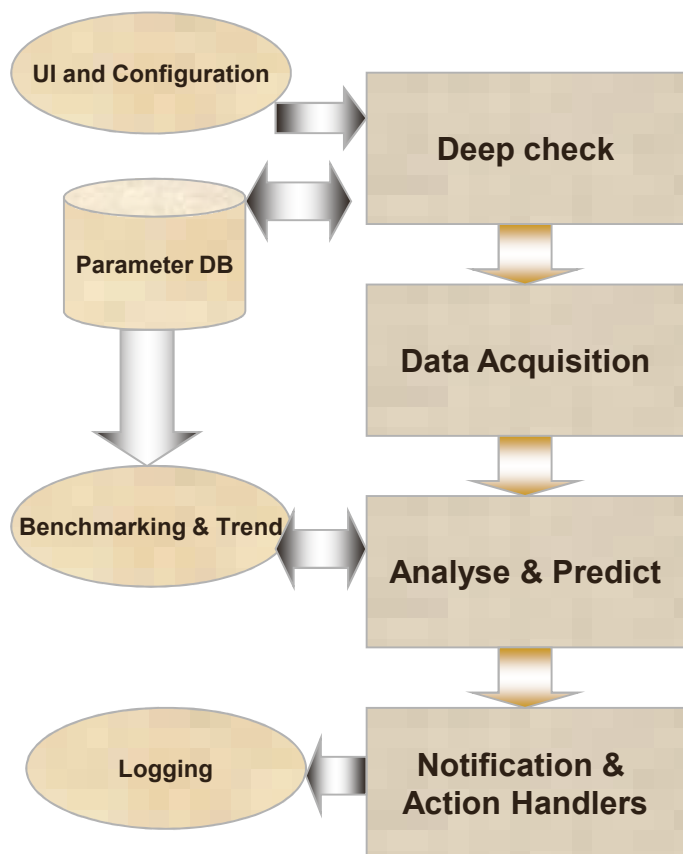 UI and Configuration
Deep check
Parameter DB
Data Acquisition
Benchmarking & Trend
Analyse & Predict
Logging
Notification &
Action Handlers